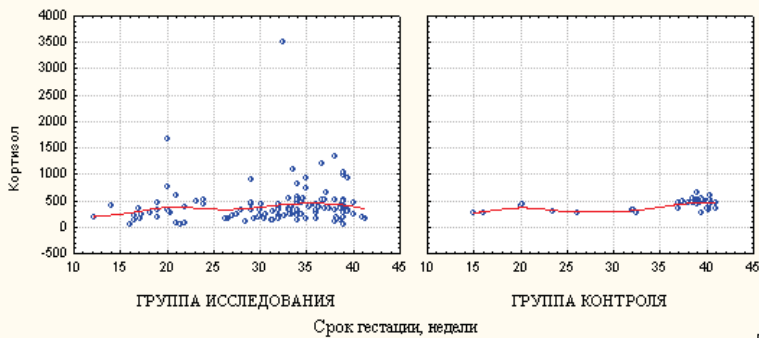 Кортизол
4000
3500
3000
2500
2000
1500
1000
500
0
-500
10 15 20 25 30 35 40 45 10 15 20 25 30 35 40 45
ГРУППА ИССЛЕДОВАНИЯ ГРУППА КОНТРОЛЯ
Срок гестации, недели